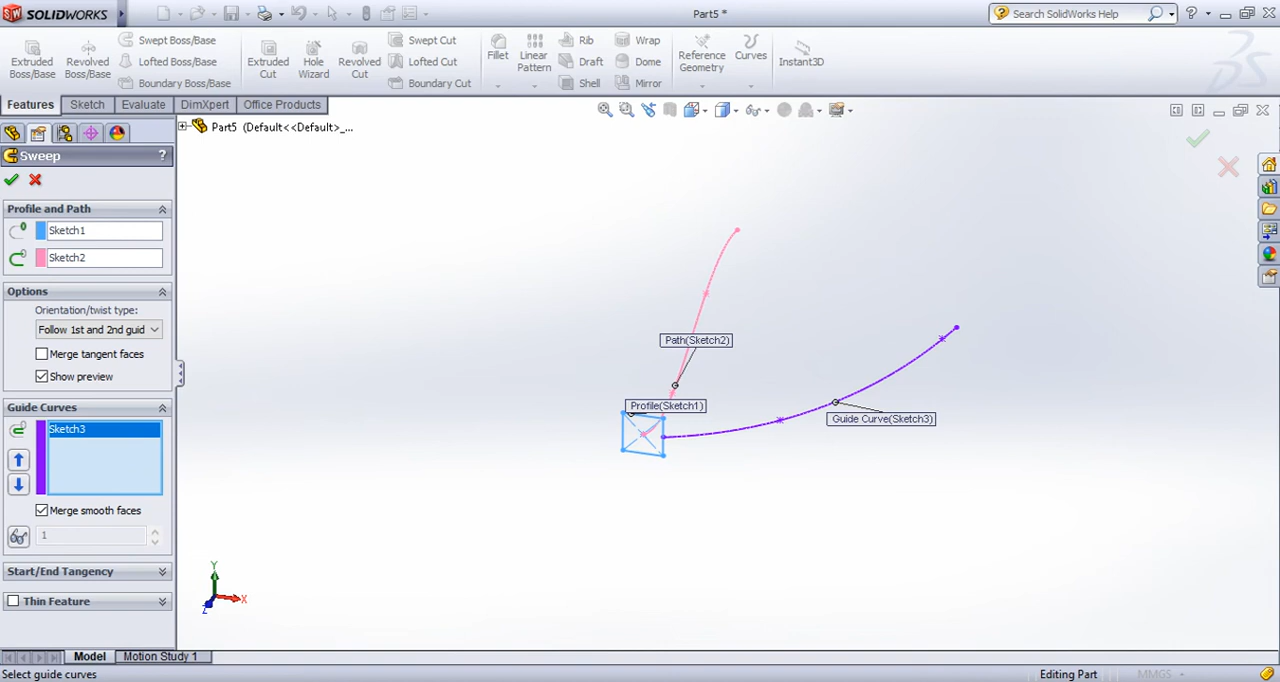 SOLIDWORKS
Part5 *
Search SolidWorks Help
Extruded Boss/Base
Revolved Boss/Base
Swept Boss/Base
Lofted Boss/Base
Boundary Boss/Base
Extruded Cut
Hole Wizard
Revolved Cut
Swept Cut
Lofted Cut
Boundary Cut
Fillet
Linear Pattern
Rib
Draft
Shell
Wrap
Dome
Mirror
Reference Geometry
Curves
Instant3D
Features
Sketch
Evaluate
DimXpert
Office Products
Part5 (Default<<Default>_...
Sweep
?
Profile and Path
Sketch1
Sketch2
Options
Orientation/twist type:
Follow 1st and 2nd guid
Merge tangent faces
Show preview
Guide Curves
Sketch3
Merge smooth faces
1
Start/End Tangency
Thin Feature
Path(Sketch2)
Profile(Sketch1)
Guide Curve(Sketch3)
Y
X
Z
Model
Motion Study 1
Select guide curves
Editing Part
MMGS